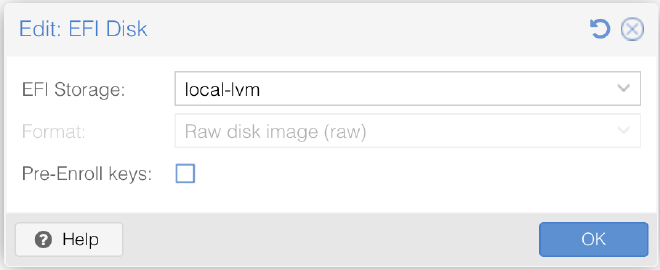 Edit: EFI Disk
EFI Storage: local-lvm
Format: Raw disk image (raw)
Pre-Enroll keys:
Help OK